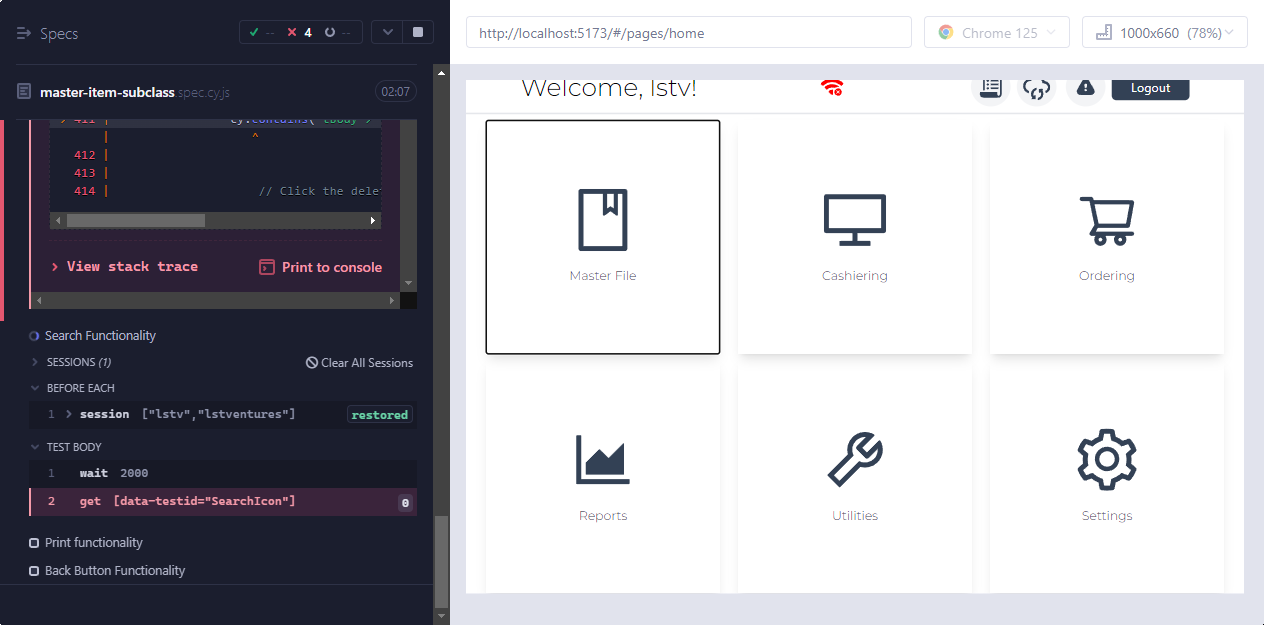 Specs
-- 4 --
master-item-subclass.spec.cy.js 02:07
> 411 | cy.contains('tbody')
| ^
412 |
413 |
414 | // Click the dele
> View stack trace
Print to console
Search Functionality
SESSIONS (1)
Clear All Sessions
BEFORE EACH
1 > session ["lstv","lstventures"] restored
TEST BODY
1 wait 2000
2 get [data-testid="SearchIcon"] 0
Print functionality
Back Button Functionality
http://localhost:5173/#/pages/home
Chrome 125
1000x660 (78%)
Welcome, lstv!
Logout
Master File
Cashiering
Ordering
Reports
Utilities
Settings